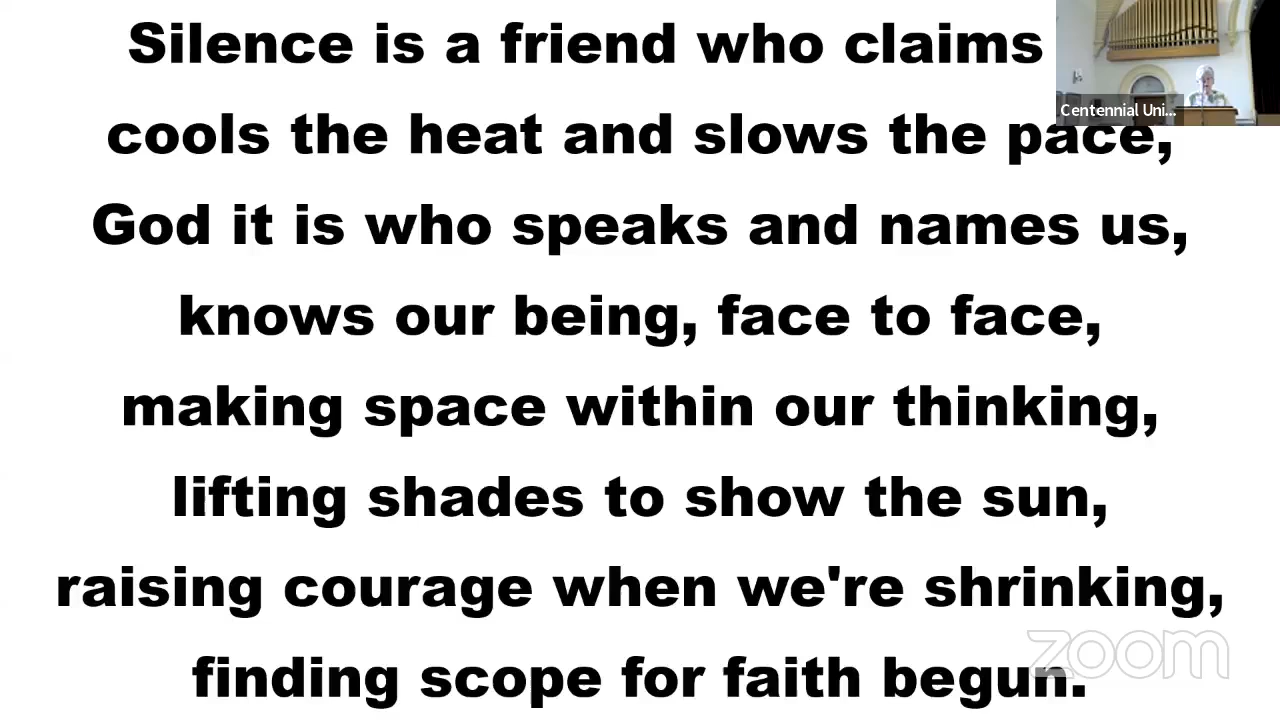 Silence is a friend who claims
cools the heat and slows the pace,
God it is who speaks and names us,
knows our being, face to face,
making space within our thinking,
lifting shades to show the sun,
raising courage when we're shrinking,
finding scope for faith begun.
Centennial Uni...
zoom